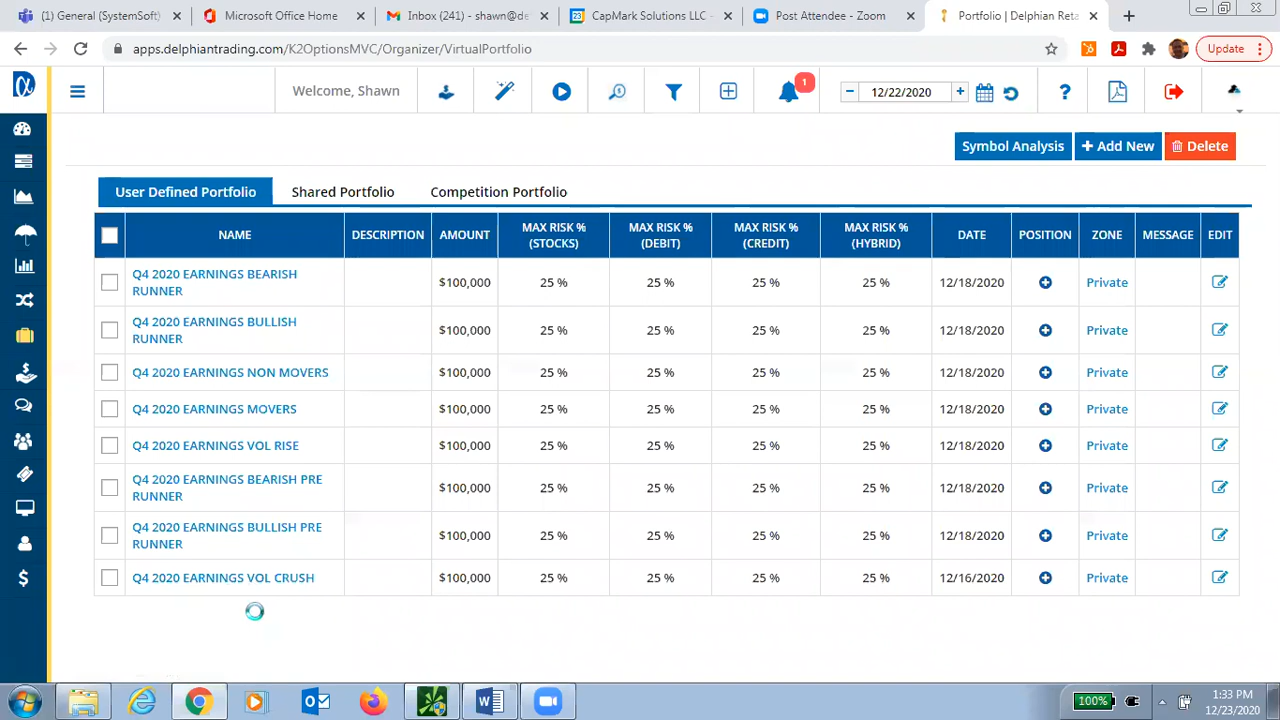 (1) General (SystemSoft)
Microsoft Office Home
Inbox (241) - shawn@de
CapMark Solutions LLC -
Post Attendee - Zoom
Portfolio | Delphian Reta
apps.delphiantrading.com/K2OptionsMVC/Organizer/VirtualPortfolio
Update
Welcome, Shawn
1
12/22/2020
Symbol Analysis
Add New
Delete
User Defined Portfolio
Shared Portfolio
Competition Portfolio
NAME DESCRIPTION AMOUNT MAX RISK % (STOCKS) MAX RISK % (DEBIT) MAX RISK % (CREDIT) MAX RISK % (HYBRID) DATE POSITION ZONE MESSAGE EDIT
Q4 2020 EARNINGS BEARISH
RUNNER
$100,000 25 % 25 % 25 % 25 % 12/18/2020 Private
Q4 2020 EARNINGS BULLISH
RUNNER
$100,000 25 % 25 % 25 % 25 % 12/18/2020 Private
Q4 2020 EARNINGS NON MOVERS $100,000 25 % 25 % 25 % 25 % 12/18/2020 Private
Q4 2020 EARNINGS MOVERS $100,000 25 % 25 % 25 % 25 % 12/18/2020 Private
Q4 2020 EARNINGS VOL RISE $100,000 25 % 25 % 25 % 25 % 12/18/2020 Private
Q4 2020 EARNINGS BEARISH PRE
RUNNER
$100,000 25 % 25 % 25 % 25 % 12/18/2020 Private
Q4 2020 EARNINGS BULLISH PRE
RUNNER
$100,000 25 % 25 % 25 % 25 % 12/18/2020 Private
Q4 2020 EARNINGS VOL CRUSH $100,000 25 % 25 % 25 % 25 % 12/16/2020 Private
100%
1:33 PM
12/23/2020